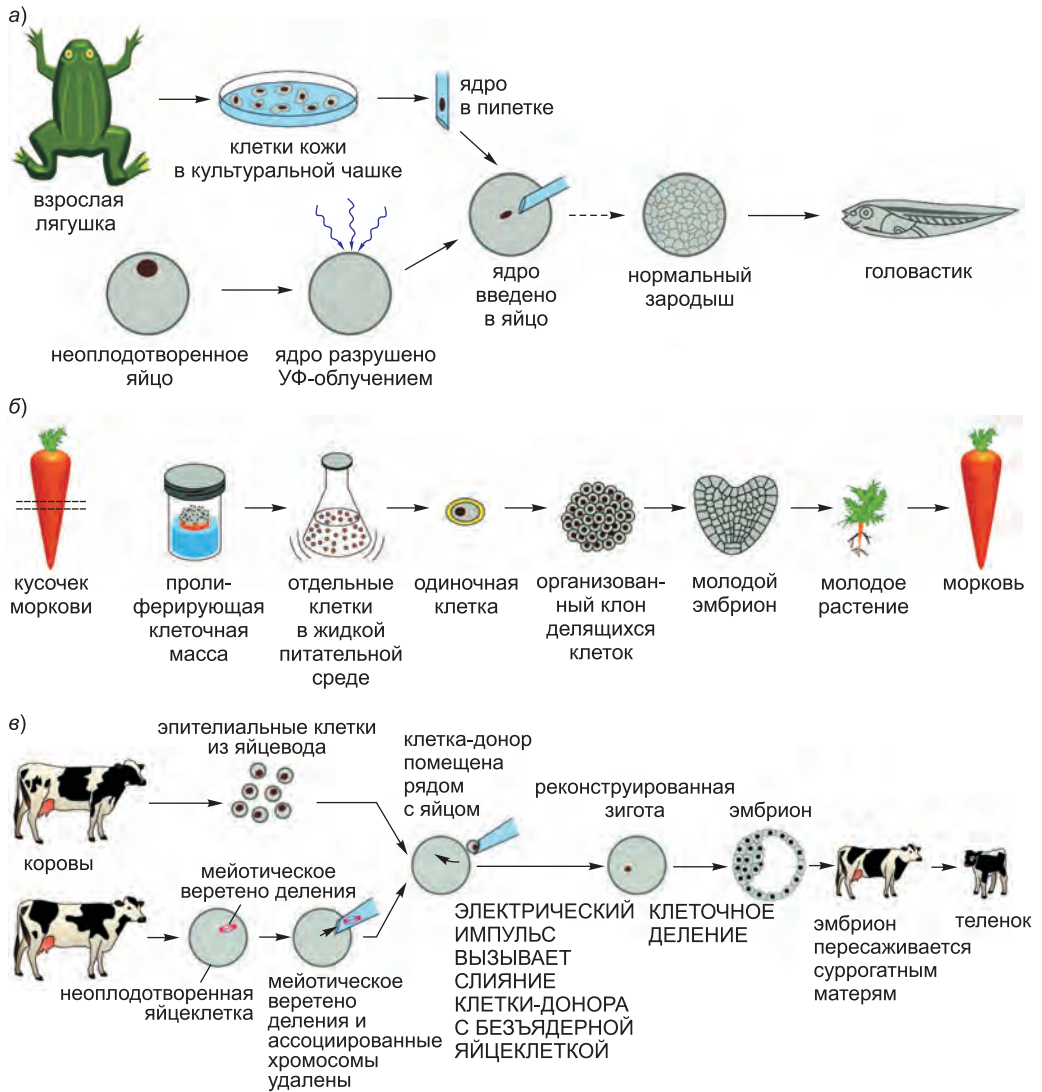 а)
взрослая
лягушка
клетки кожи
в культуральной чашке
ядро
в пипетке
неоплодотворенное
яйцо
ядро разрушено
УФ-облучением
ядро
введено
в яйцо
нормальный
зародыш
головастик
б)
кусочек
моркови
проли-
ферирующая
клеточная
масса
отдельные
клетки
в жидкой
питательной
среде
одиночная
клетка
организован-
ный клон
делящихся
клеток
молодой
эмбрион
молодое
растение
морковь
в)
коровы
эпителиальные клетки
из яйцевода
мейотическое
веретено деления
неоплодотворенная
яйцеклетка
мейотическое
веретено
деления и
ассоциированные
хромосомы
удалены
клетка-донор
помещена
рядом
с яйцом
ЭЛЕКТРИЧЕСКИЙ
ИМПУЛЬС
ВЫЗЫВАЕТ
СЛИЯНИЕ
КЛЕТКИ-ДОНОРА
С БЕЗЪЯДЕРНОЙ
ЯЙЦЕКЛЕТКОЙ
реконструированная
зигота
КЛЕТОЧНОЕ
ДЕЛЕНИЕ
эмбрион
эмбрион
пересаживается
суррогатным
матерям
теленок